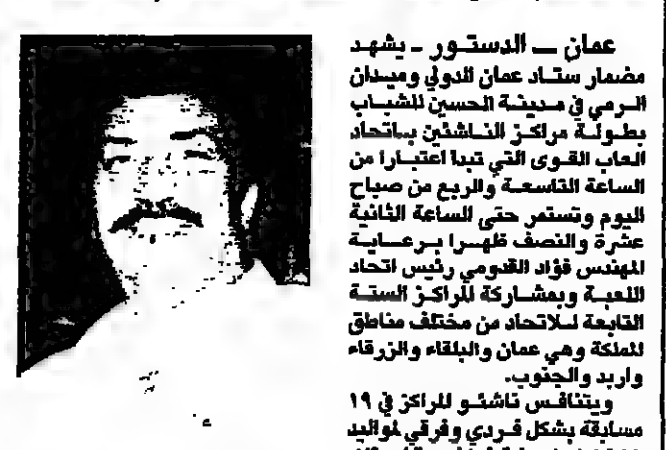 عمان ــ الدستور ـ يشهد
مضمار ستاد عمان الدولي وميدان
الرمي في مدينة الحسين للشباب
بطولة مراكز الناشئين باتحاد
العاب القوى التي تبدا اعتبارا من
الساعة التاسعة والربع من صباح
اليوم وتستمر حتى الساعة الثانية
عشرة والنصف ظهرا برعاية
المهندس فؤاد القدومي رئيس اتحاد
اللعبة وبمشاركة المراكز الستة
التابعة للاتحاد من مختلف مناطق
المملكة وهي عمان والبلقاء والزرقاء
واربد والجنوب.
ويتنافس ناشئو المراكز في ١٩
مسابقة بشكل فردي وفرقي لمواليد